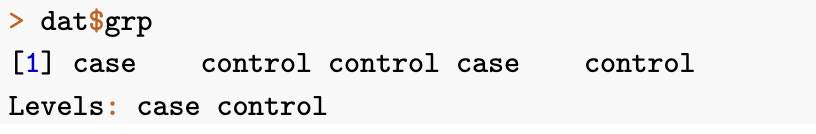 > dat$grp
[1] case    control control case    control
Levels: case control